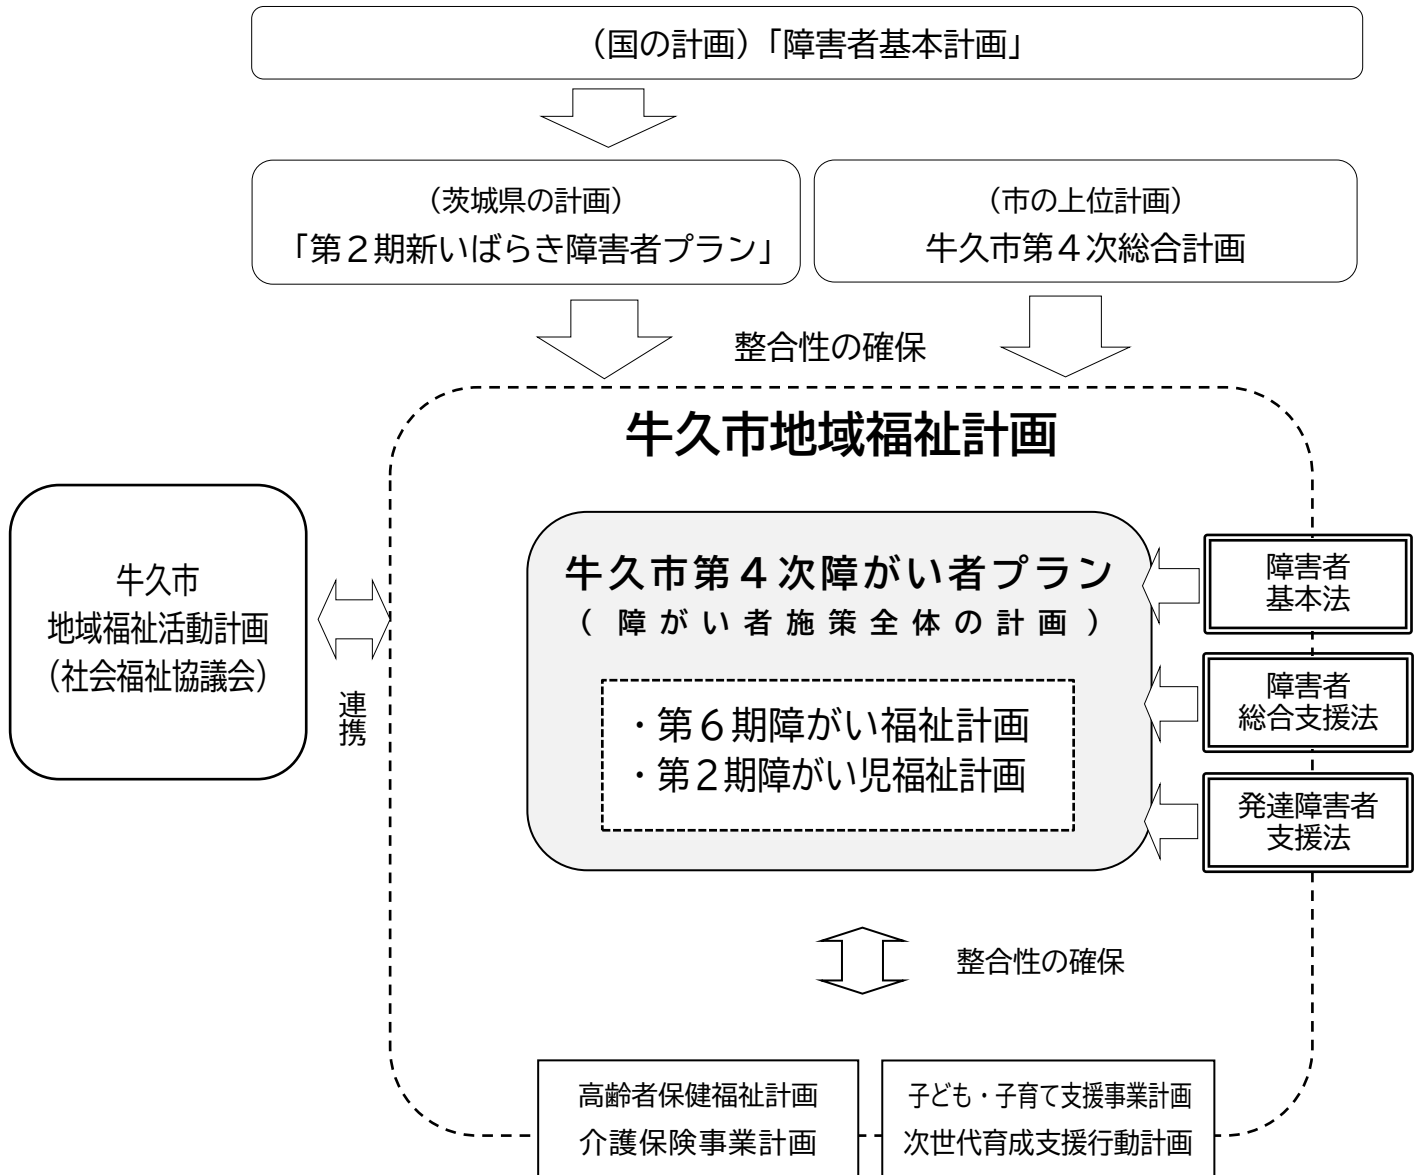 （国の計画）「障害者基本計画」
（茨城県の計画）
「第２期新いばらき障害者プラン」
（市の上位計画）
牛久市第４次総合計画
整合性の確保
牛久市地域福祉計画
牛久市
地域福祉活動計画
（社会福祉協議会）
連携
牛久市第４次障がい者プラン
（障がい者施策全体の計画）
・第６期障がい福祉計画
・第２期障がい児福祉計画
障害者
基本法
障害者
総合支援法
発達障害者
支援法
整合性の確保
高齢者保健福祉計画
介護保険事業計画
子ども・子育て支援事業計画
次世代育成支援行動計画